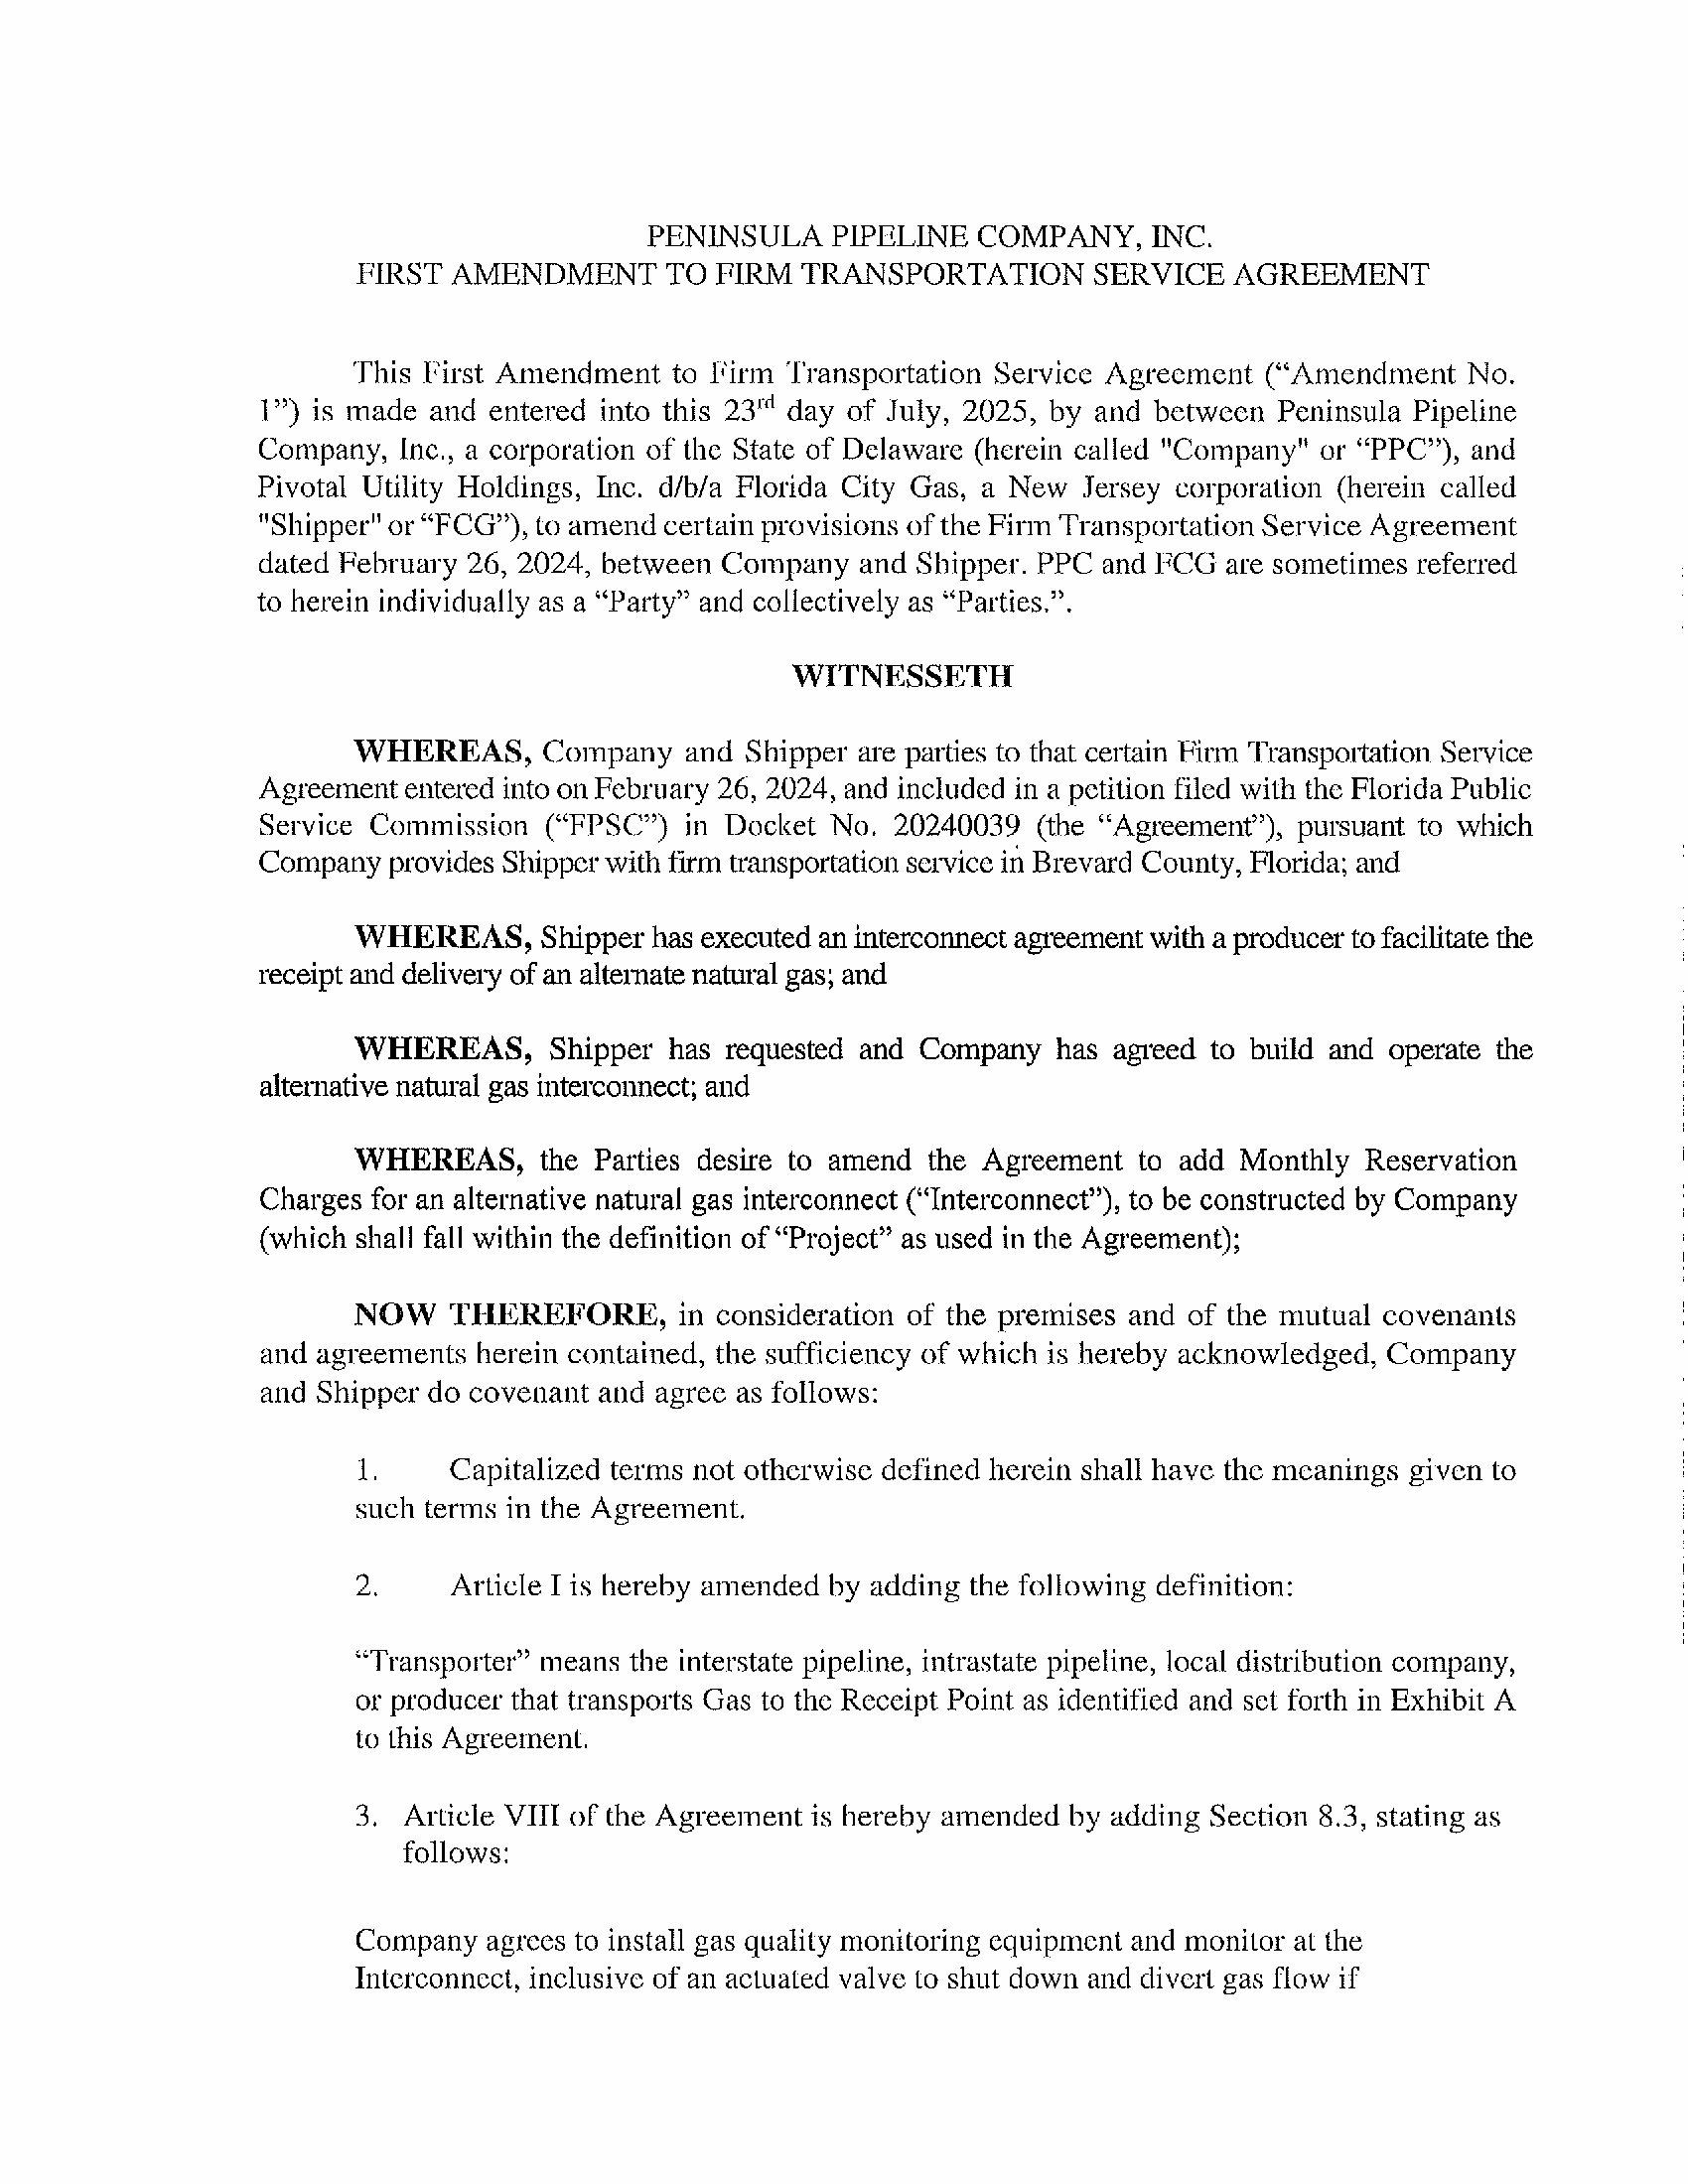 PENINSULA PIPELINE COMPANY, INC.
FIRST AMENDMENT TO FIRM TRANSPORTATION SERVICE AGREEMENT
This First Amendment to Firm Transportation Service Agreement (“Amendment No.
1”) is made and entered into this 23rd day of July, 2025, by and between Peninsula Pipeline
Company, Inc., a corporation of the State of Delaware (herein called "Company" or “PPC”), and
Pivotal Utility Holdings, Inc. d/b/a Florida City Gas, a New Jersey corporation (herein called
"Shipper" or “FCG”), to amend certain provisions of the Firm Transportation Service Agreement
dated February 26, 2024, between Company and Shipper. PPC and FCG are sometimes referred
to herein individually as a “Party” and collectively as “Parties.”.
WITNESSETH
WHEREAS, Company and Shipper are parties to that certain Firm Transportation Service
Agreement entered into on February 26, 2024, and included in a petition filed with the Florida Public
Service Commission (“FPSC”) in Docket No. 20240039 (the “Agreement”), pursuant to which
Company provides Shipper with firm transportation service in Brevard County, Florida; and
WHEREAS, Shipper has executed an interconnect agreement with a producer to facilitate the
receipt and delivery of an alternate natural gas; and
WHEREAS, Shipper has requested and Company has agreed to build and operate the
alternative natural gas interconnect; and
WHEREAS, the Parties desire to amend the Agreement to add Monthly Reservation
Charges for an alternative natural gas interconnect (“Interconnect”), to be constructed by Company
(which shall fall within the definition of “Project” as used in the Agreement);
NOW THEREFORE, in consideration of the premises and of the mutual covenants
and agreements herein contained, the sufficiency of which is hereby acknowledged, Company
and Shipper do covenant and agree as follows:
1. Capitalized terms not otherwise defined herein shall have the meanings given to
such terms in the Agreement.
2. Article I is hereby amended by adding the following definition:
“Transporter” means the interstate pipeline, intrastate pipeline, local distribution company,
or producer that transports Gas to the Receipt Point as identified and set forth in Exhibit A
to this Agreement.
3. Article VIII of the Agreement is hereby amended by adding Section 8.3, stating as
follows:
Company agrees to install gas quality monitoring equipment and monitor at the
Interconnect, inclusive of an actuated valve to shut down and divert gas flow if